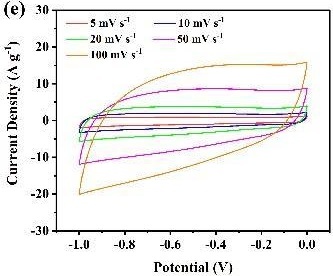 (e)
5 mV s⁻¹ 10 mV s⁻¹
20 mV s⁻¹ 50 mV s⁻¹
100 mV s⁻¹
Current Density (A g⁻¹)
30
20
10
0
-10
-20
-30
-1.0 -0.8 -0.6 -0.4 -0.2 0.0
Potential (V)